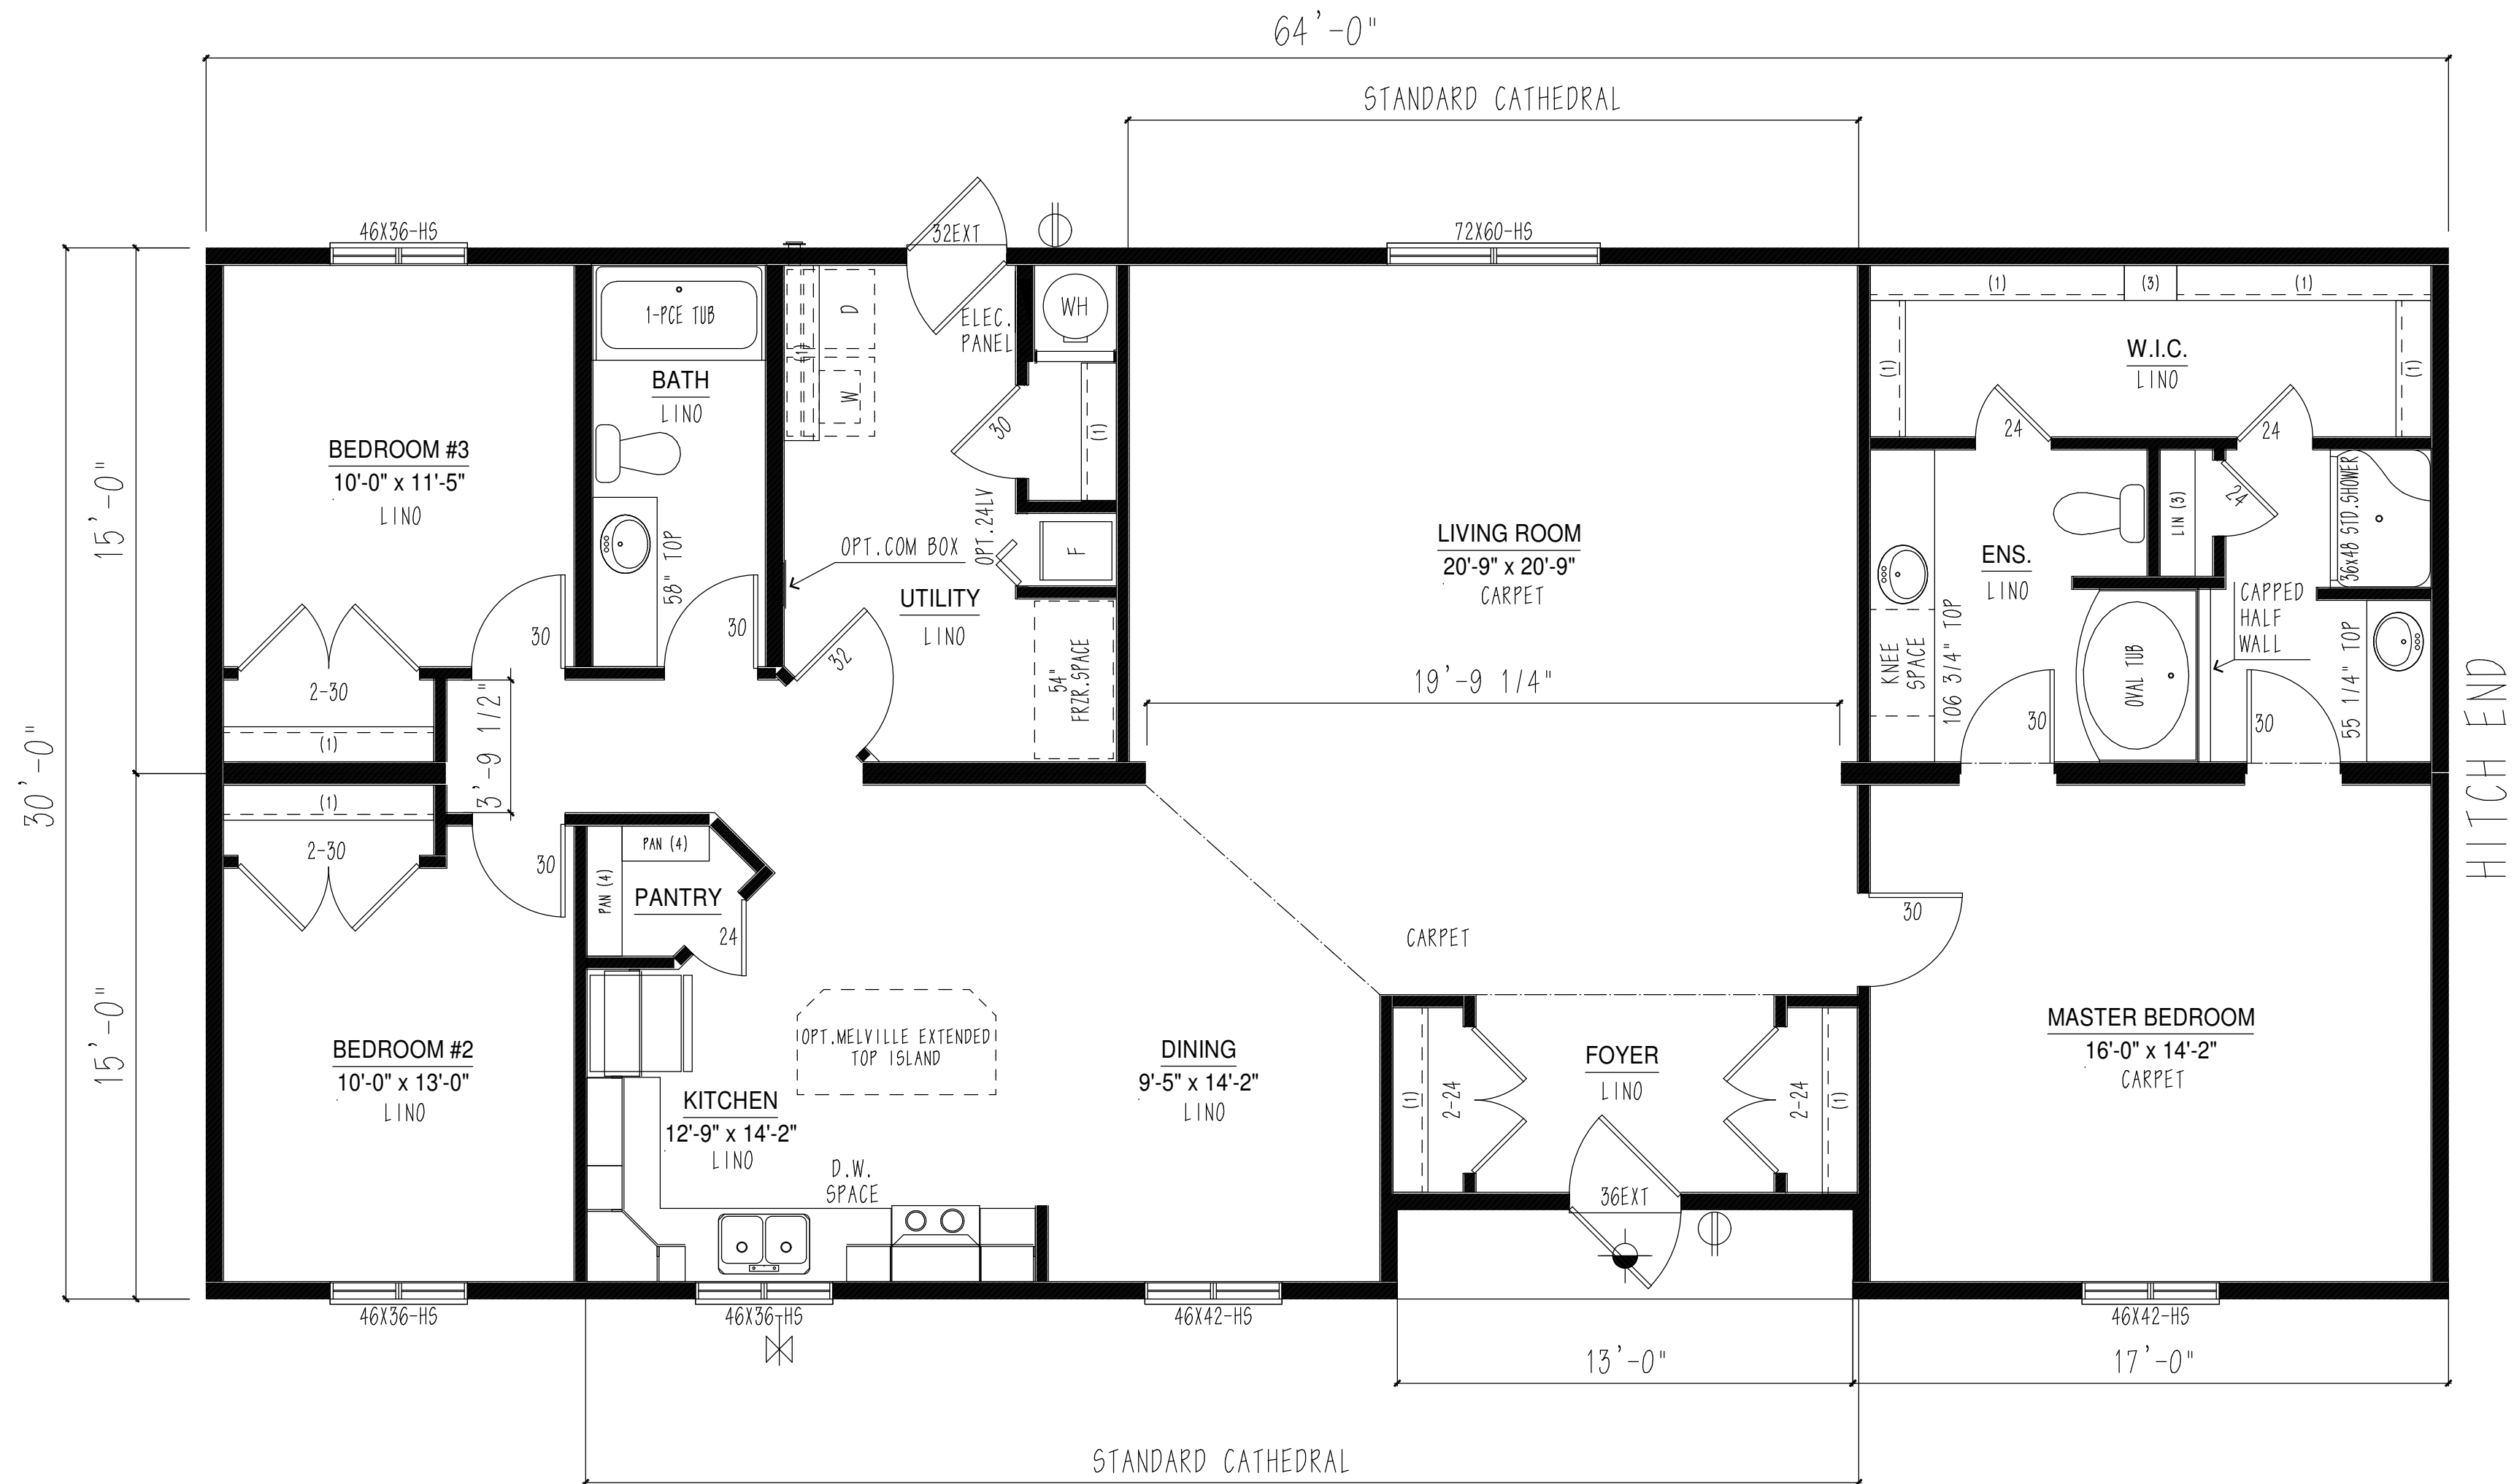 64'-0"
STANDARD CATHEDRAL
46X36-HS
32EXT
72X60-HS
1-PCE TUB
D
ELEC.
PANEL
WH
(1)
(3)
(1)
(1)
W.I.C.
LINO
(1)
(1)
BATH
LINO
W
30
(1)
24
24
BEDROOM #3
10'-0" x 11'-5"
LINO
15'-0"
58" TOP
OPT.COM BOX
OPT.24LV
F
LIVING ROOM
20'-9" x 20'-9"
CARPET
ENS.
LINO
LIN (3)
24
36x48 STD.SHOWER
CAPPED
HALF
WALL
UTILITY
LINO
30
30
32
54"
FRZR.SPACE
KNEE
SPACE
106 3/4" TOP
OVAL TUB
30
30
55 1/4" TOP
2-30
(1)
3'-9 1/2"
19'-9 1/4"
HITCH END
30'-0"
(1)
2-30
30
PAN (4)
PAN (4)
PANTRY
24
CARPET
30
15'-0"
BEDROOM #2
10'-0" x 13'-0"
LINO
OPT.MELVILLE EXTENDED
TOP ISLAND
KITCHEN
12'-9" x 14'-2"
LINO
D.W.
SPACE
DINING
9'-5" x 14'-2"
LINO
(1)
2-24
FOYER
LINO
2-24
(1)
36EXT
MASTER BEDROOM
16'-0" x 14'-2"
CARPET
46X36-HS
46X36-HS
46X42-HS
46X42-HS
13'-0"
17'-0"
STANDARD CATHEDRAL